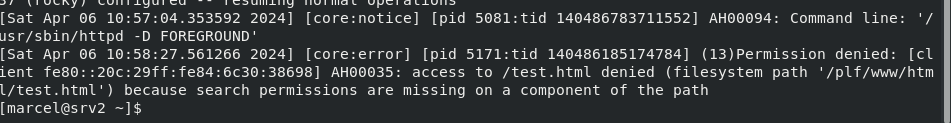 37 (rocky) configured -- resuming normal operations
[Sat Apr 06 10:57:04.353592 2024] [core:notice] [pid 5081:tid 140486783711552] AH00094: Command line: '/
usr/sbin/httpd -D FOREGROUND'
[Sat Apr 06 10:58:27.561266 2024] [core:error] [pid 5171:tid 140486185174784] (13)Permission denied: [cl
ient fe80::20c:29ff:fe84:6c30:38698] AH00035: access to /test.html denied (filesystem path '/plf/www/htm
l/test.html') because search permissions are missing on a component of the path
[marcel@srv2 ~]$